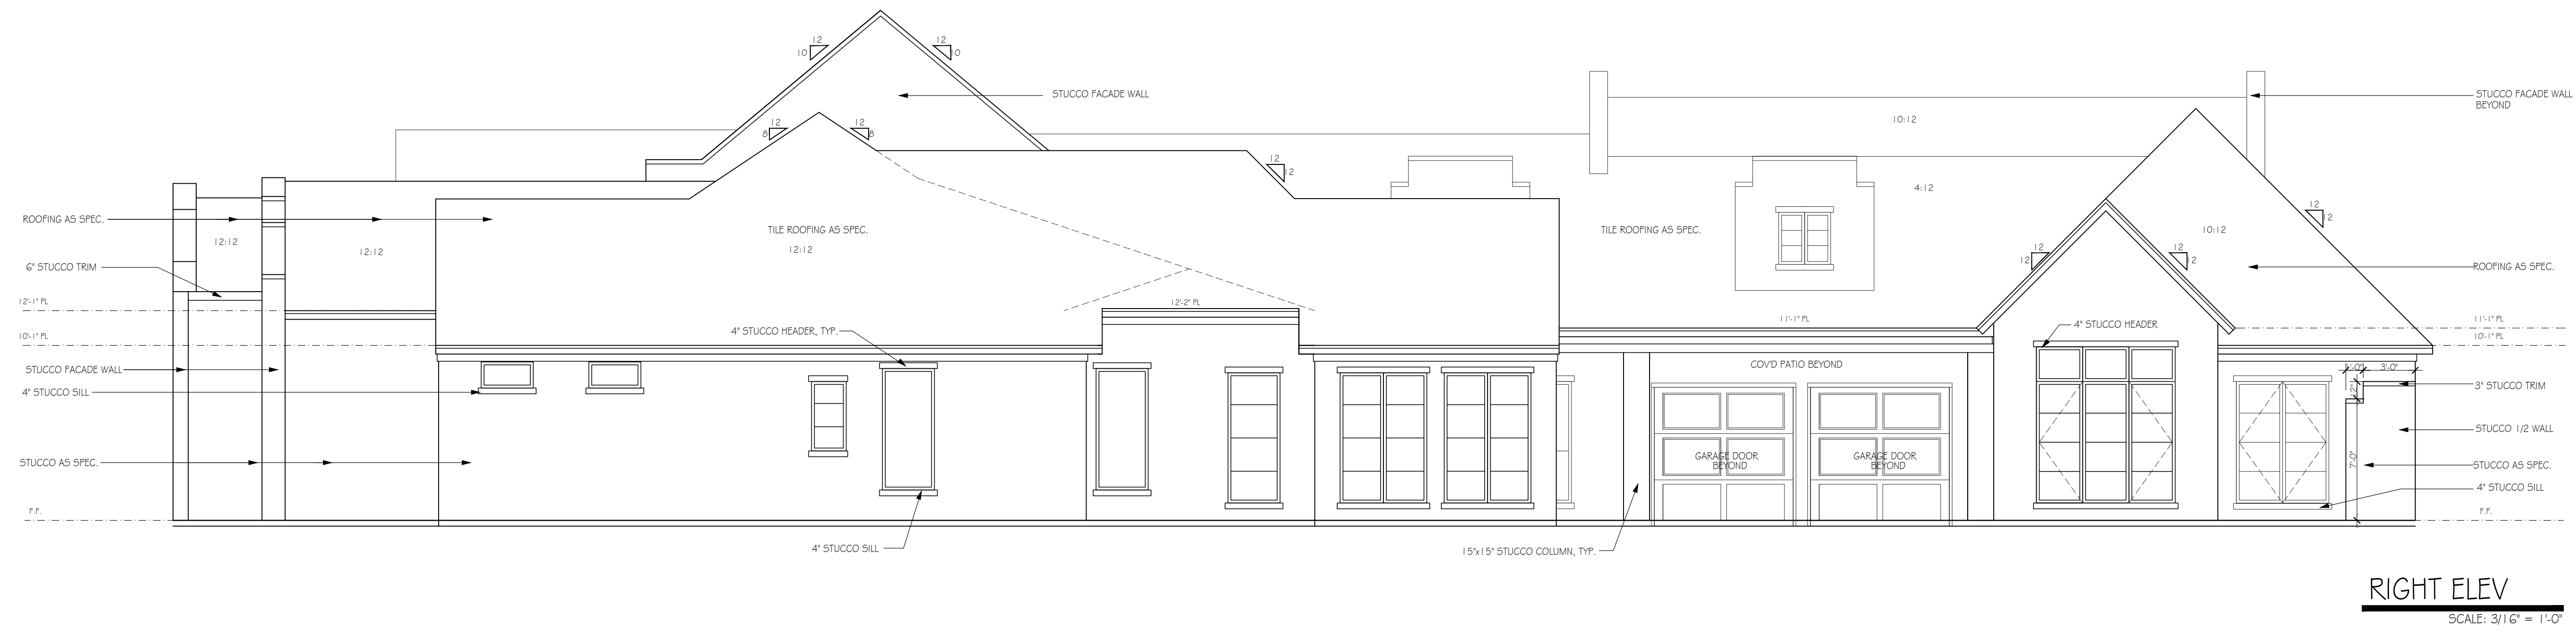 12
10
12
10
STUCCO FACADE WALL
STUCCO FACADE WALL
BEYOND
12
8
12
8
10:12
12
12
4:12
ROOFING AS SPEC.
12:12
12:12
TILE ROOFING AS SPEC.
12:12
TILE ROOFING AS SPEC.
12
12
10:12
12
12
12
12
ROOFING AS SPEC.
6" STUCCO TRIM
12'-1" PL
12'-2" PL
11'-1" PL
11'-1" PL
10'-1" PL
10'-1" PL
4" STUCCO HEADER, TYP.
4" STUCCO HEADER
COV'D PATIO BEYOND
STUCCO FACADE WALL
4" STUCCO SILL
1'-0"
3'-0"
3" STUCCO TRIM
STUCCO 1/2 WALL
GARAGE DOOR
BEYOND
GARAGE DOOR
BEYOND
7'-0"
STUCCO AS SPEC.
STUCCO AS SPEC.
4" STUCCO SILL
F.F.
F.F.
4" STUCCO SILL
15"x15" STUCCO COLUMN, TYP.
RIGHT ELEV
SCALE: 3/16" = 1'-0"